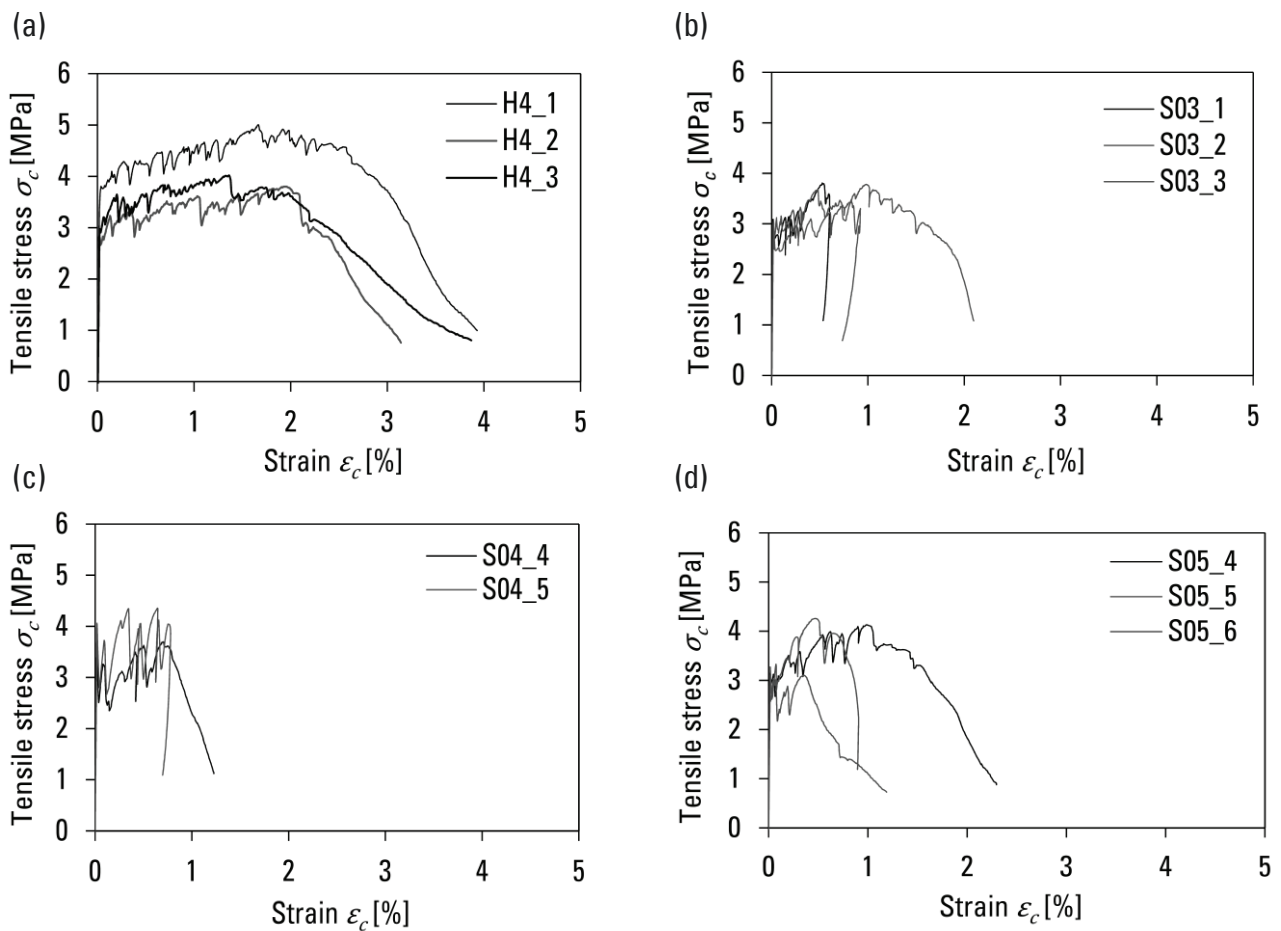 (a)
6
5
4
3
2
1
0
Tensile stress σc [MPa]
H4_1
H4_2
H4_3
0 1 2 3 4 5
Strain εc [%]
(b)
6
5
4
3
2
1
0
Tensile stress σc [MPa]
S03_1
S03_2
S03_3
0 1 2 3 4 5
Strain εc [%]
(c)
6
5
4
3
2
1
0
Tensile stress σc [MPa]
S04_4
S04_5
0 1 2 3 4 5
Strain εc [%]
(d)
6
5
4
3
2
1
0
Tensile stress σc [MPa]
S05_4
S05_5
S05_6
0 1 2 3 4 5
Strain εc [%]